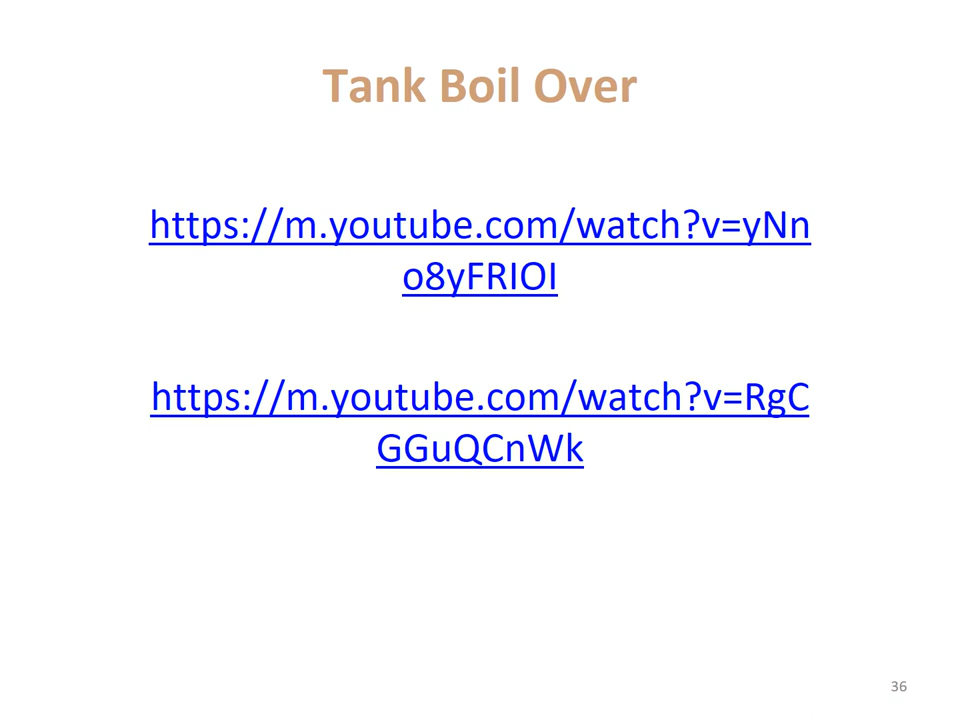 Tank Boil Over
https://m.youtube.com/watch?v=yNn
o8yFRIOI
https://m.youtube.com/watch?v=RgC
GGuQCnWk
36